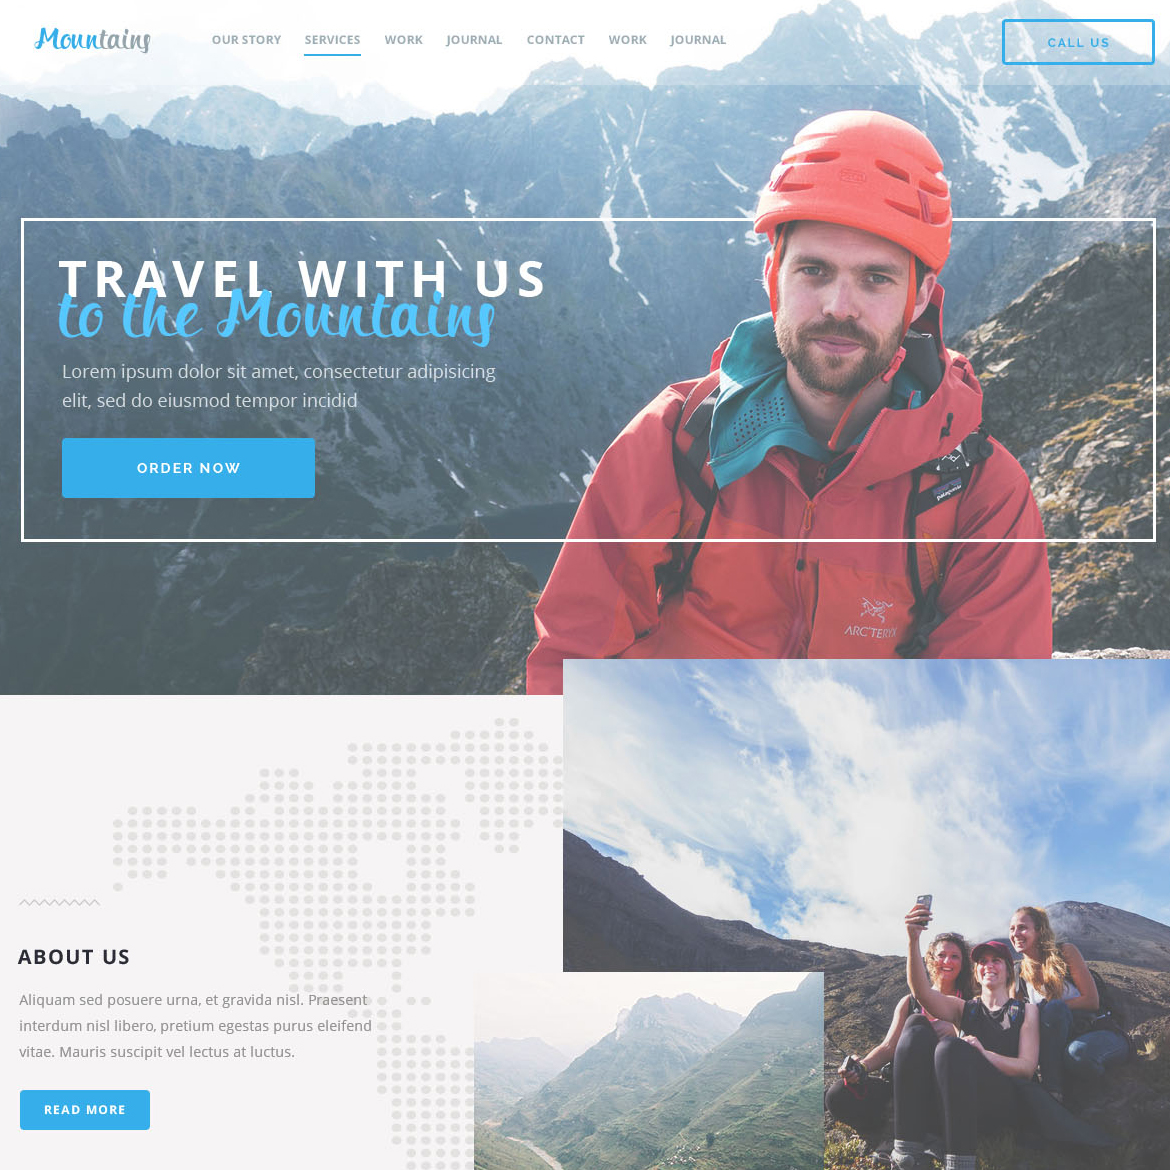 Mountains
OUR STORY SERVICES WORK JOURNAL CONTACT WORK JOURNAL
CALL US
TRAVEL WITH US
to the Mountains
Lorem ipsum dolor sit amet, consectetur adipisicing
elit, sed do eiusmod tempor incidid
ORDER NOW
patagonia
ARC'TERYX
ABOUT US
Aliquam sed posuere urna, et gravida nisl. Praesent
interdum nisl libero, pretium egestas purus eleifend
vitae. Mauris suscipit vel lectus at luctus.
READ MORE